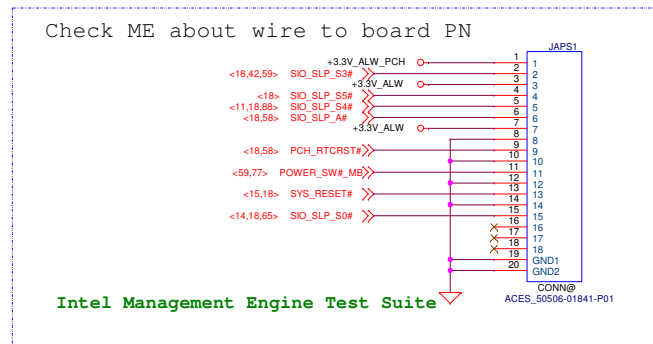 Check ME about wire to board PN
JAPS1
+3.3V_ALW_PCH 1 1
<18,42,59> SIO_SLP_S3# 2 2
+3.3V_ALW 3 3
<18> SIO_SLP_S5# 4 4
<11,18,88> SIO_SLP_S4# 5 5
<18,58> SIO_SLP_A# 6 6
+3.3V_ALW 7 7
8 8
<18,58> PCH_RTCRST# 9 9
10 10
<59,77> POWER_SW#_MB 11 11
12 12
<15,18> SYS_RESET# 13 13
14 14
<14,18,65> SIO_SLP_S0# 15 15
16 16
17 17
18 18
19 GND1
20 GND2
CONN@
ACES_50506-01841-P01
Intel Management Engine Test Suite